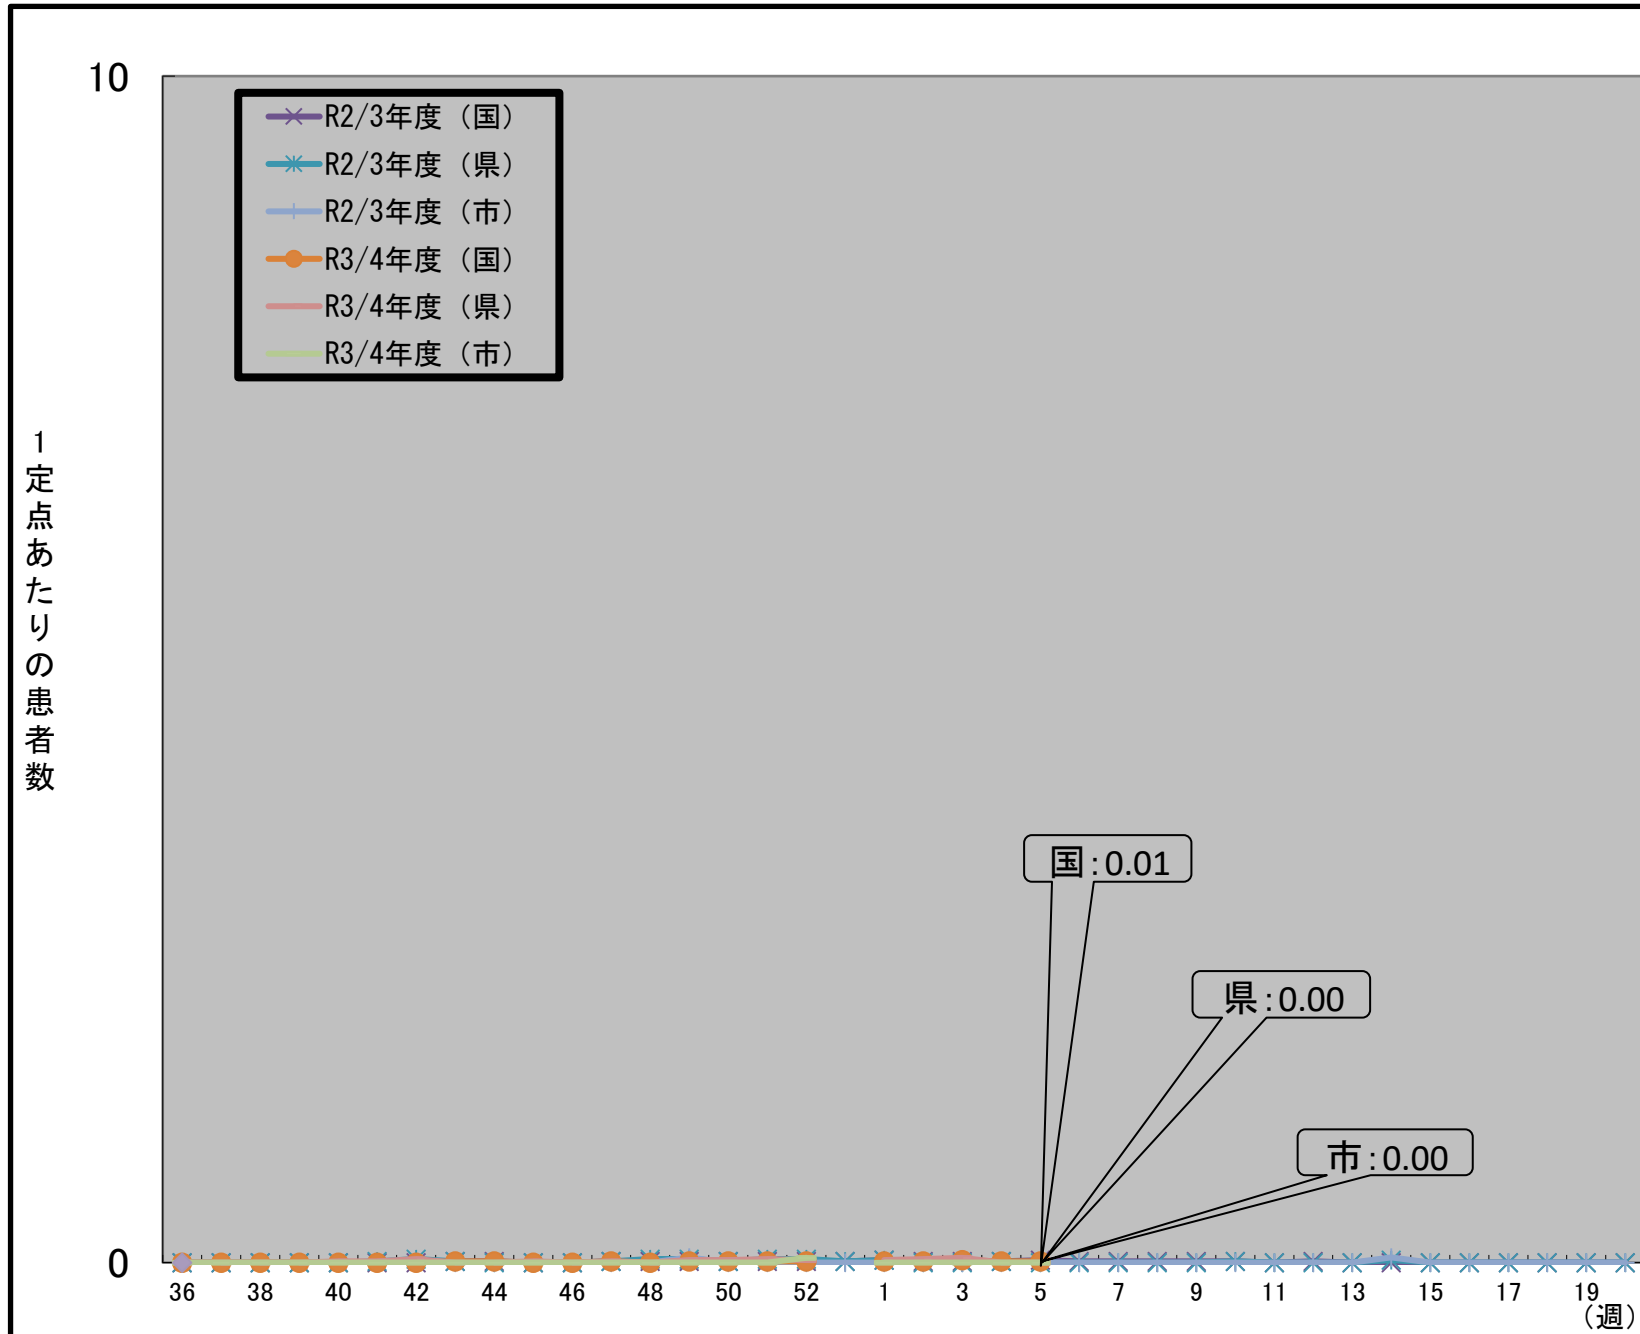 10
R2/3年度（国）
R2/3年度（県）
R2/3年度（市）
R3/4年度（国）
R3/4年度（県）
R3/4年度（市）
1定点あたりの患者数
国:0.01
県:0.00
市:0.00
0
36 38 40 42 44 46 48 50 52 1 3 5 7 9 11 13 15 17 19
（週）